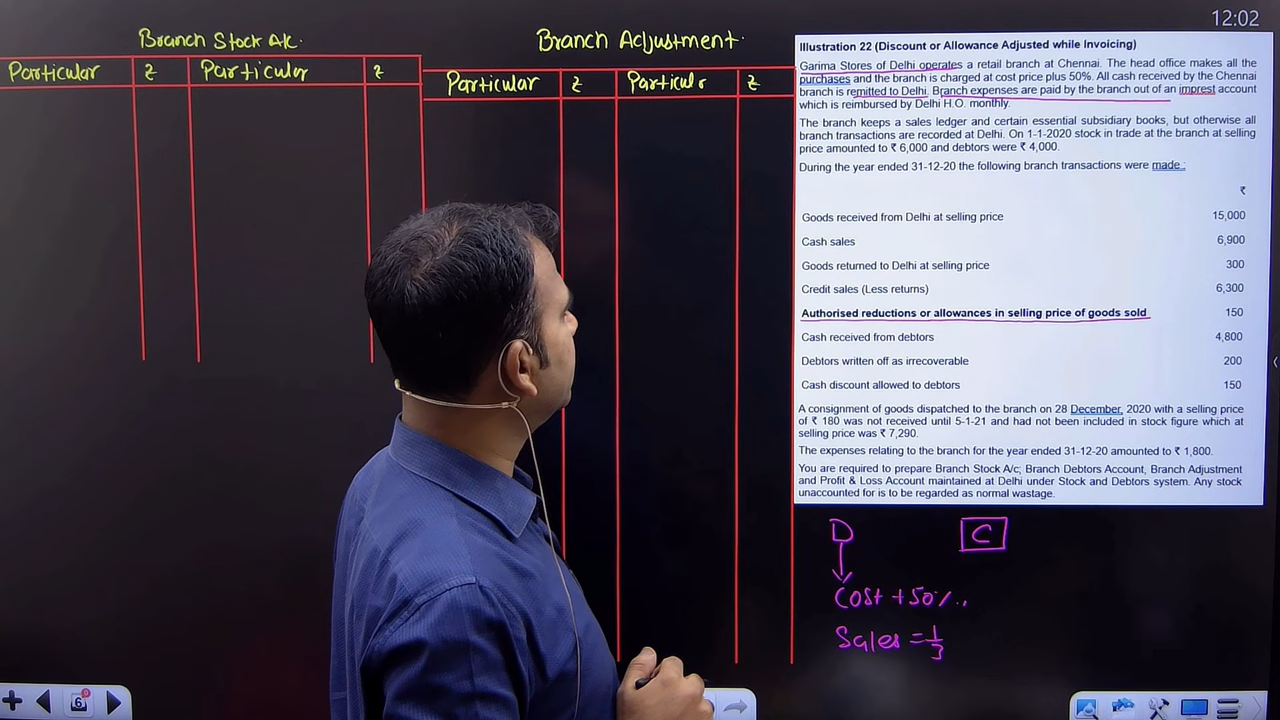 12:02
Branch Stock A/c.
Particular ₹ Particular ₹
Branch Adjustment.
Particular ₹ Particular ₹
Illustration 22 (Discount or Allowance Adjusted while Invoicing)
Garima Stores of Delhi operates a retail branch at Chennai. The head office makes all the
purchases and the branch is charged at cost price plus 50%. All cash received by the Chennai
branch is remitted to Delhi. Branch expenses are paid by the branch out of an imprest account
which is reimbursed by Delhi H.O. monthly.
The branch keeps a sales ledger and certain essential subsidiary books, but otherwise all
branch transactions are recorded at Delhi. On 1-1-2020 stock in trade at the branch at selling
price amounted to ₹ 6,000 and debtors were ₹ 4,000.
During the year ended 31-12-20 the following branch transactions were made :
₹
Goods received from Delhi at selling price 15,000
Cash sales 6,900
Goods returned to Delhi at selling price 300
Credit sales (Less returns) 6,300
Authorised reductions or allowances in selling price of goods sold 150
Cash received from debtors 4,800
Debtors written off as irrecoverable 200
Cash discount allowed to debtors 150
A consignment of goods dispatched to the branch on 28 December, 2020 with a selling price
of ₹ 180 was not received until 5-1-21 and had not been included in stock figure which at
selling price was ₹ 7,290.
The expenses relating to the branch for the year ended 31-12-20 amounted to ₹ 1,800.
You are required to prepare Branch Stock A/c, Branch Debtors Account, Branch Adjustment
and Profit & Loss Account maintained at Delhi under Stock and Debtors system. Any stock
unaccounted for is to be regarded as normal wastage.
D C
Cost + 50%.
Sales = 1/3
6